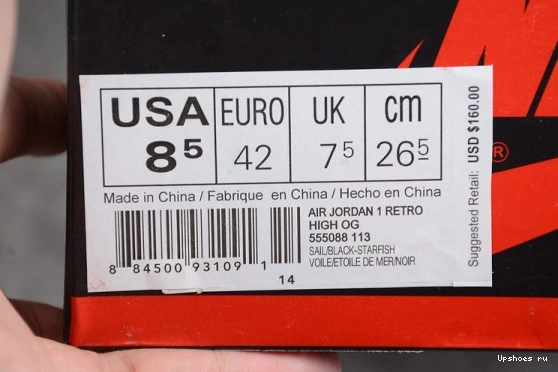 USA EURO UK cm
8⁵ 42 7⁵ 26⁵
Made in China / Fabrique en China / Hecho en China
AIR JORDAN 1 RETRO
HIGH OG
555088 113
SAIL/BLACK-STARFISH
VOILE/ETOILE DE MER/NOIR
8 84500 93109 1
14
Suggested Retail: USD $160.00
®
Upshoes ru